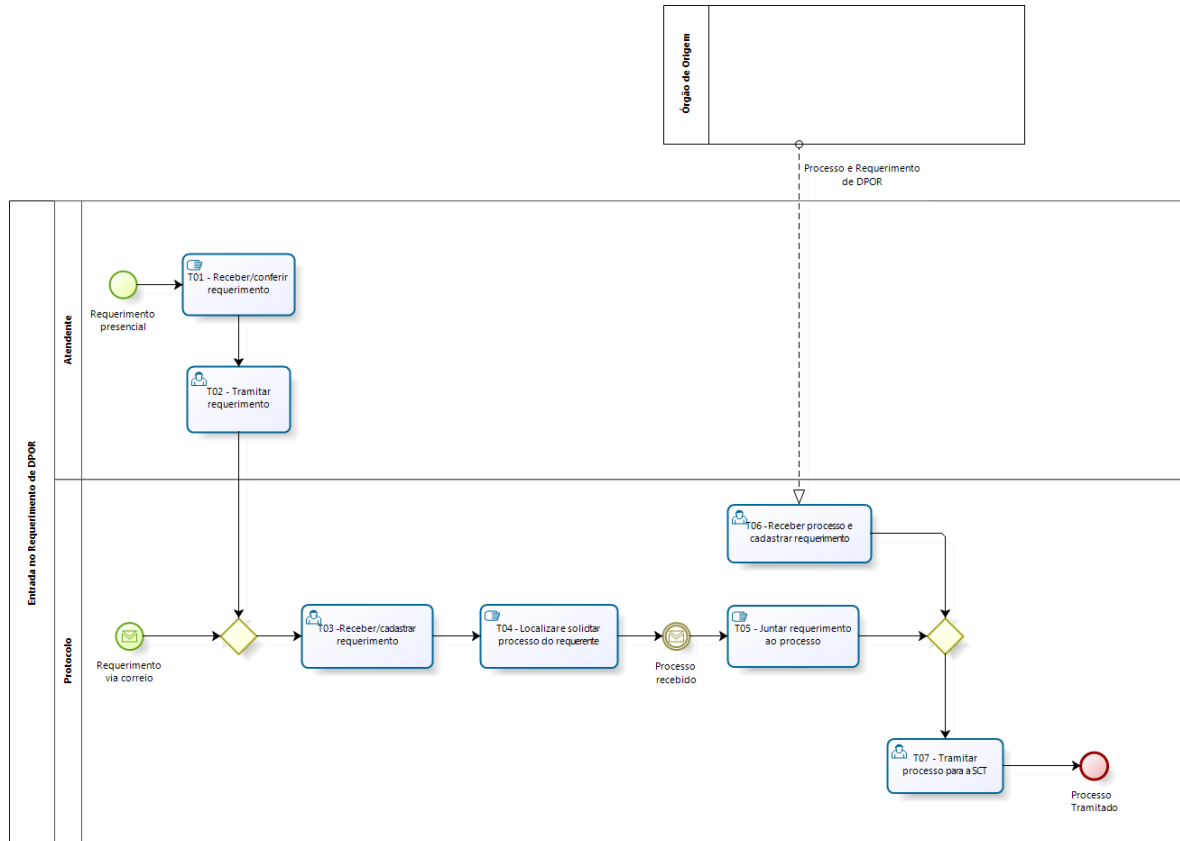 Órgão de Origem
Processo e Requerimento
de DPOR
Entrada no Requerimento de DPOR
Atendente
T01 - Receber/conferir
requerimento
Requerimento
presencial
T02 - Tramitar
requerimento
Protocolo
T06 -Receber processo e
cadastrar requerimento
Requerimento
via correio
T03 -Receber/cadastrar
requerimento
T04 - Localizar e solicitar
processo do requerente
Processo
recebido
T05 - Juntar requerimento
ao processo
T07 - Tramitar
processo para a SCT
Processo
Tramitado